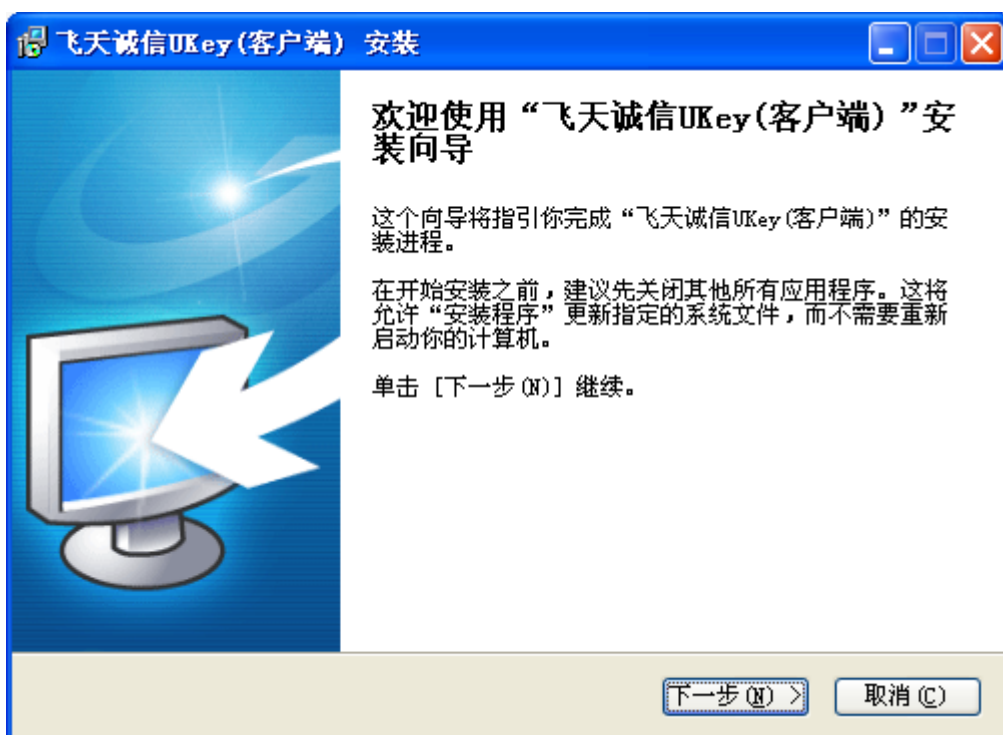 飞天诚信UKey(客户端) 安装
欢迎使用“飞天诚信UKey(客户端)”安
装向导
这个向导将指引你完成“飞天诚信UKey(客户端)”的安
装进程。
在开始安装之前，建议先关闭其他所有应用程序。这将
允许“安装程序”更新指定的系统文件，而不需要重新
启动你的计算机。
单击 [下一步(N)] 继续。
下一步(N) >
取消(C)